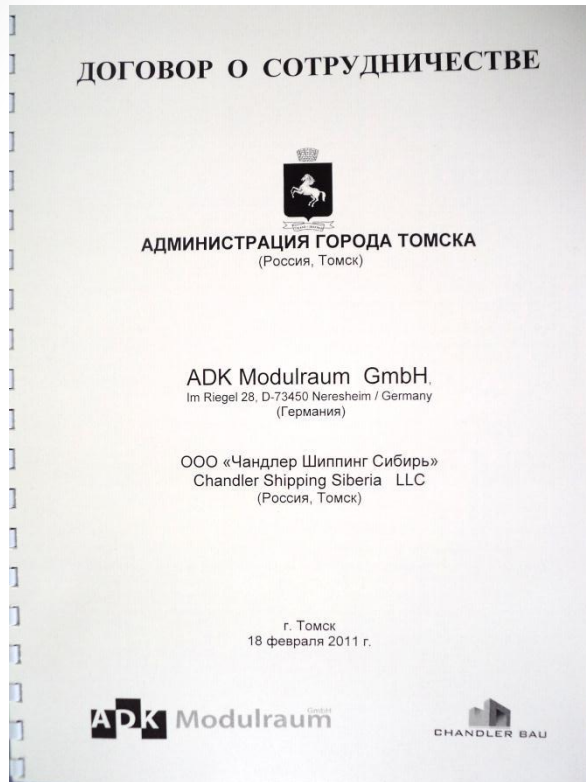 ДОГОВОР О СОТРУДНИЧЕСТВЕ
АДМИНИСТРАЦИЯ ГОРОДА ТОМСКА
(Россия, Томск)
ADK Modulraum GmbH,
Im Riegel 28, D-73450 Neresheim / Germany
(Германия)
ООО «Чандлер Шиппинг Сибирь»
Chandler Shipping Siberia LLC
(Россия, Томск)
г. Томск
18 февраля 2011 г.
ADK Modulraum GmbH
CHANDLER BAU